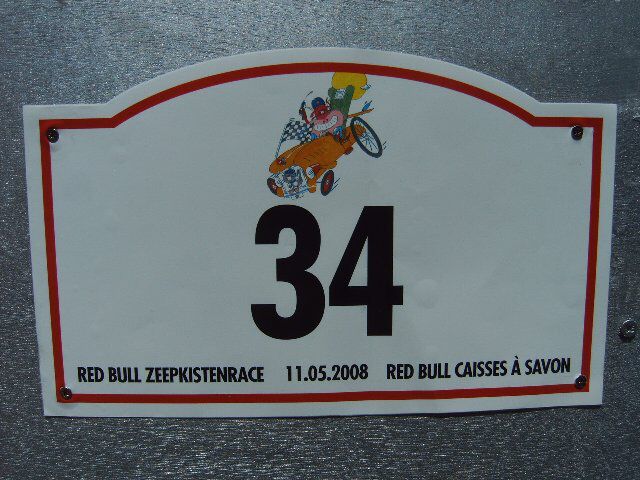 34
RED BULL ZEEPKISTENRACE 11.05.2008 RED BULL CAISSES À SAVON